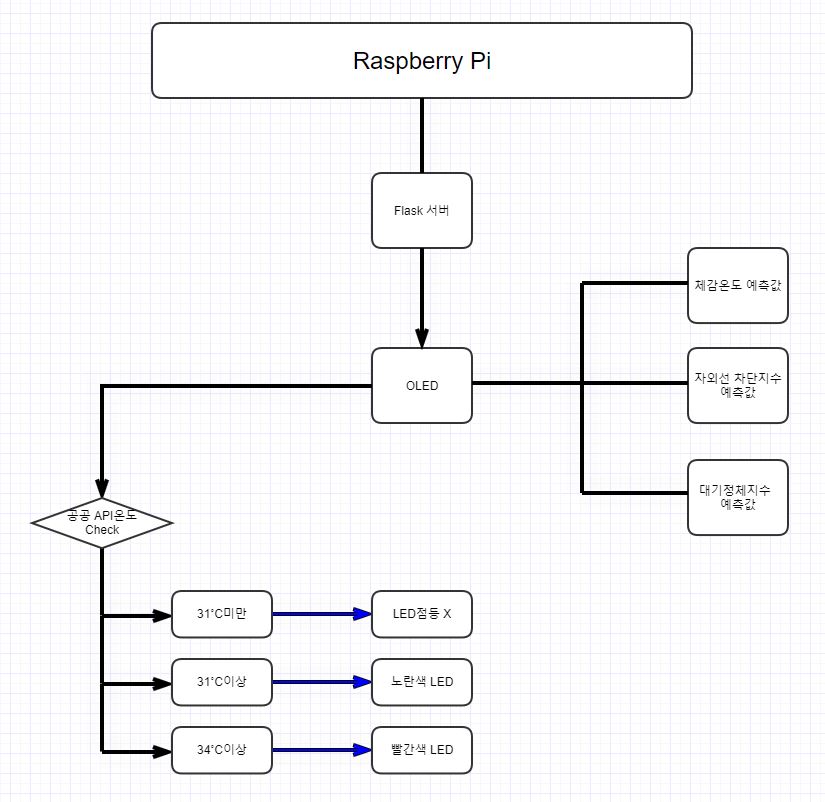 Raspberry Pi
Flask 서버
체감온도 예측값
OLED
자외선 차단지수
예측값
대기정체지수
예측값
공공 API온도
Check
31°C미만
LED점등 X
31°C이상
노란색 LED
34°C이상
빨간색 LED